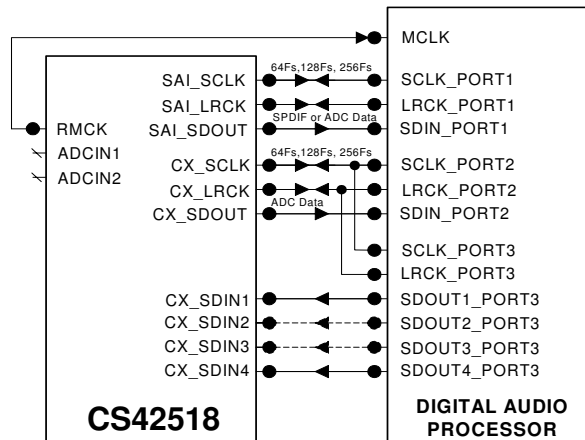 MCLK
64Fs,128Fs, 256Fs
SAI_SCLK
SCLK_PORT1
SAI_LRCK
LRCK_PORT1
SPDIF or ADC Data
RMCK
SAI_SDOUT
SDIN_PORT1
ADCIN1
64Fs,128Fs, 256Fs
CX_SCLK
SCLK_PORT2
ADCIN2
CX_LRCK
LRCK_PORT2
ADC Data
CX_SDOUT
SDIN_PORT2
SCLK_PORT3
LRCK_PORT3
CX_SDIN1
SDOUT1_PORT3
CX_SDIN2
SDOUT2_PORT3
CX_SDIN3
SDOUT3_PORT3
CX_SDIN4
SDOUT4_PORT3
CS42518
DIGITAL AUDIO
PROCESSOR